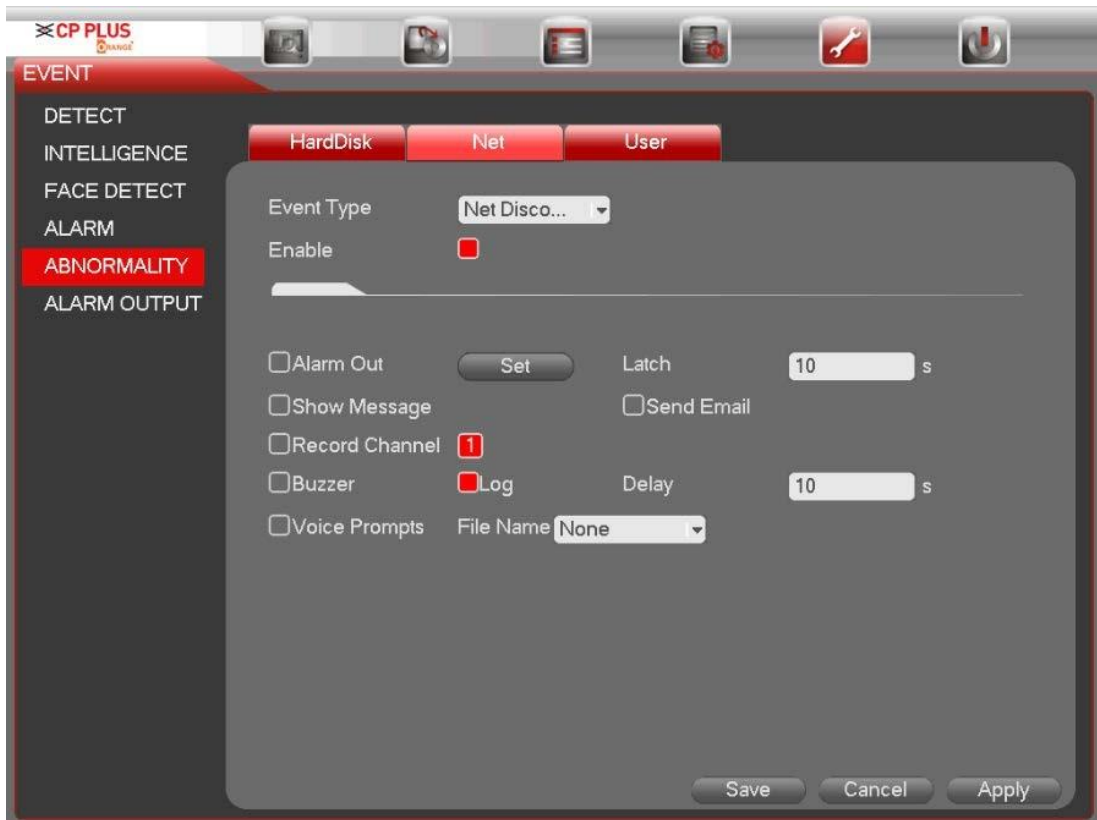 CP PLUS
ORANGE
EVENT
DETECT
INTELLIGENCE
FACE DETECT
ALARM
ABNORMALITY
ALARM OUTPUT
HardDisk Net User
Event Type Net Disco...
Enable
Alarm Out Set Latch 10 s
Show Message Send Email
Record Channel 1
Buzzer Log Delay 10 s
Voice Prompts File Name None
Save Cancel Apply